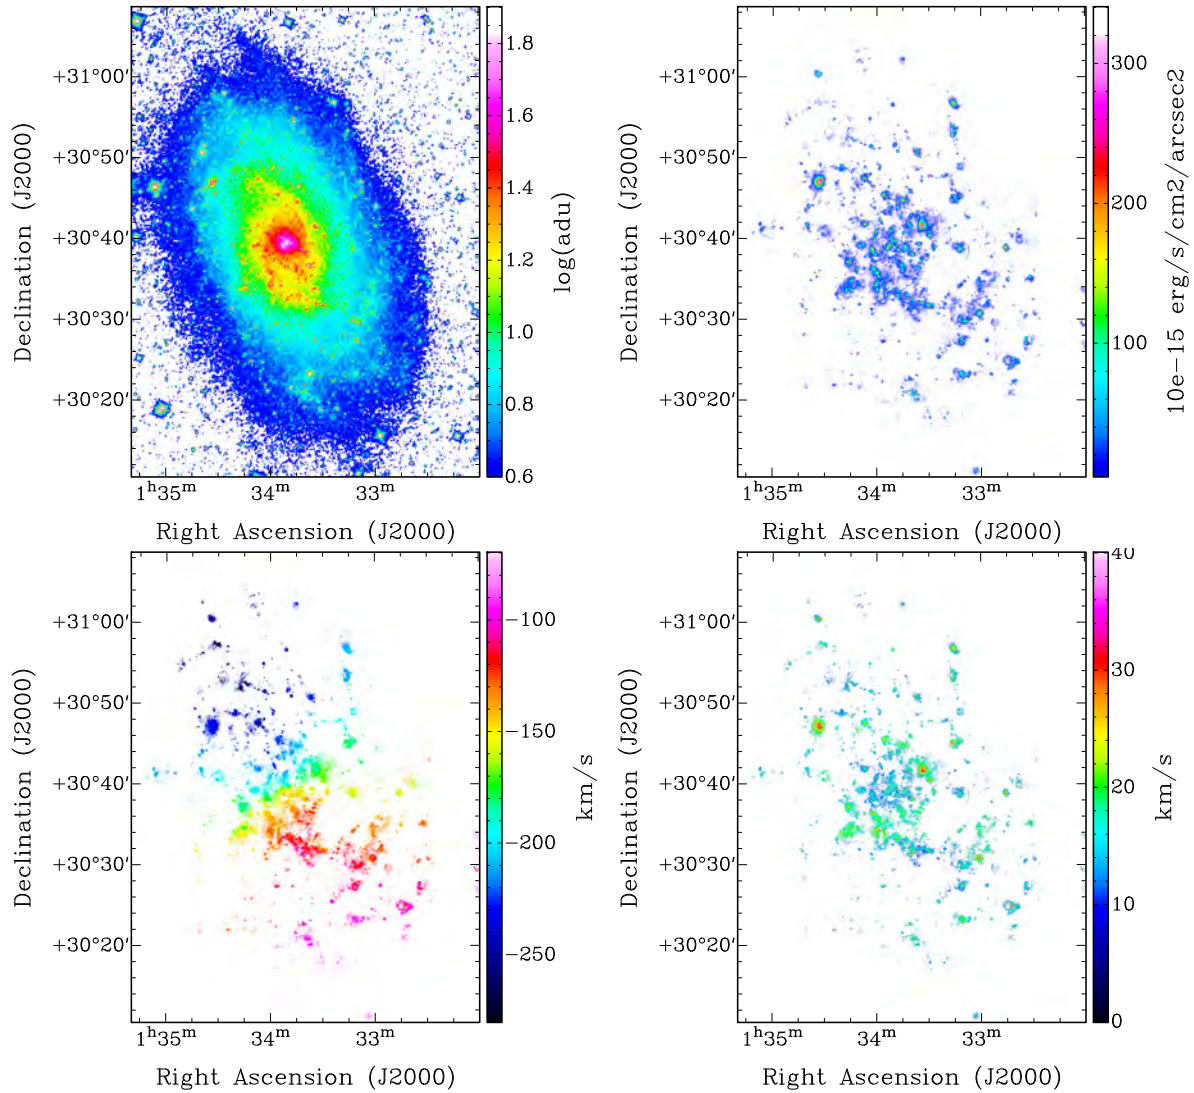 +31°00′
+30°50′
+30°40′
+30°30′
+30°20′
Declination (J2000)
1ʰ35ᵐ 34ᵐ 33ᵐ
Right Ascension (J2000)
1.8
1.6
1.4
1.2
1.0
0.8
0.6
log(adu)
+31°00′
+30°50′
+30°40′
+30°30′
+30°20′
Declination (J2000)
1ʰ35ᵐ 34ᵐ 33ᵐ
Right Ascension (J2000)
300
200
100
10e−15 erg/s/cm2/arcsec2
+31°00′
+30°50′
+30°40′
+30°30′
+30°20′
Declination (J2000)
1ʰ35ᵐ 34ᵐ 33ᵐ
Right Ascension (J2000)
−100
−150
−200
−250
km/s
+31°00′
+30°50′
+30°40′
+30°30′
+30°20′
Declination (J2000)
1ʰ35ᵐ 34ᵐ 33ᵐ
Right Ascension (J2000)
40
30
20
10
0
km/s